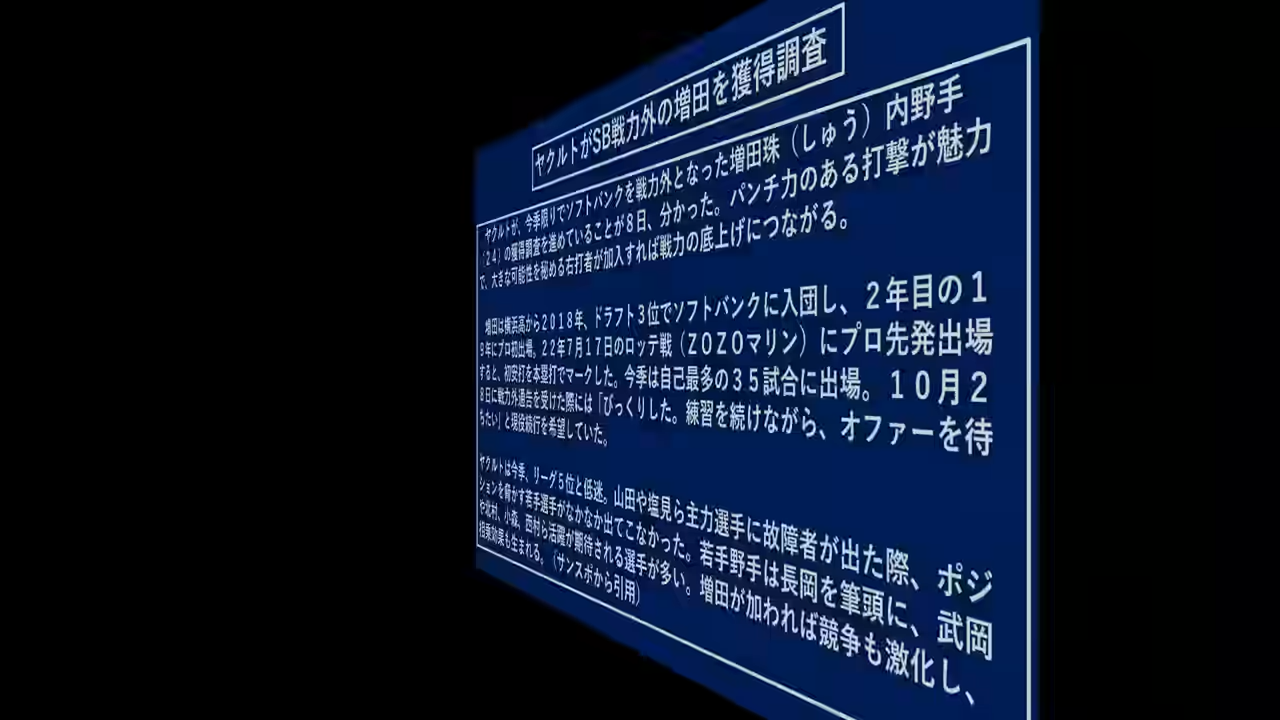 ヤクルトがSB戦力外の増田を獲得調査
ヤクルトが、今季限りでソフトバンクを戦力外となった増田珠（しゅう）内野手
（２４）の獲得調査を進めていることが８日、分かった。パンチ力のある打撃が魅力
で、大きな可能性を秘める右打者が加入すれば戦力の底上げにつながる。
増田は横浜高から２０１８年、ドラフト３位でソフトバンクに入団し、２年目の１
９年にプロ初出場。２２年７月１７日のロッテ戦（ＺＯＺＯマリン）にプロ先発出場
すると、初安打を本塁打でマークした。今季は自己最多の３５試合に出場。１０月２
８日に戦力外通告を受けた際には「びっくりした。練習を続けながら、オファーを待
ちたい」と現役続行を希望していた。
ヤクルトは今季、リーグ５位と低迷。山田や塩見ら主力選手に故障者が出た際、ポジ
ションを脅かす若手選手がなかなか出てこなかった。若手野手は長岡を筆頭に、武岡
や北村、小森、西村ら活躍が期待される選手が多い。増田が加われば競争も激化し、
相乗効果も生まれる。（サンスポから引用）